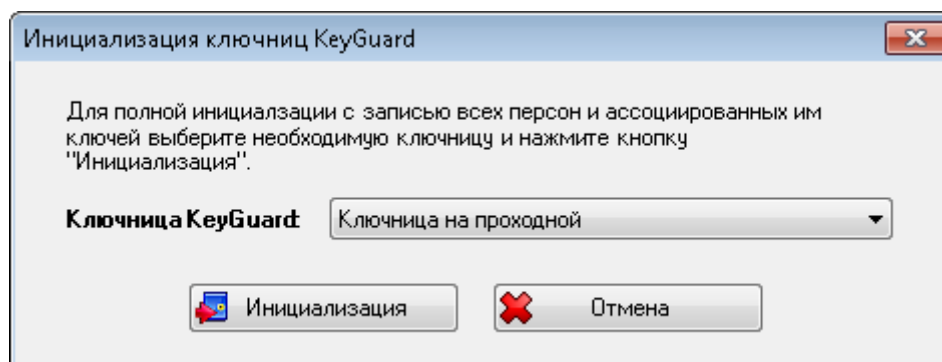 Инициализация ключниц KeyGuard
Для полной инициалзации с записью всех персон и ассоциированных им
ключей выберите необходимую ключницу и нажмите кнопку
"Инициализация".
Ключница KeyGuard: Ключница на проходной
Инициализация Отмена